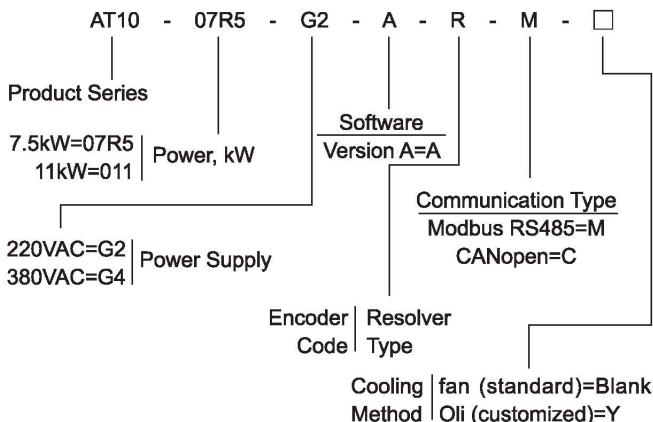 AT10 - 07R5 - G2 - A - R - M - □
Product Series
7.5kW=07R5
11kW=011
Power, kW
Software
Version A=A
Communication Type
Modbus RS485=M
CANopen=C
220VAC=G2
380VAC=G4
Power Supply
Encoder
Code
Resolver
Type
Cooling
Method
fan (standard)=Blank
Oli (customized)=Y